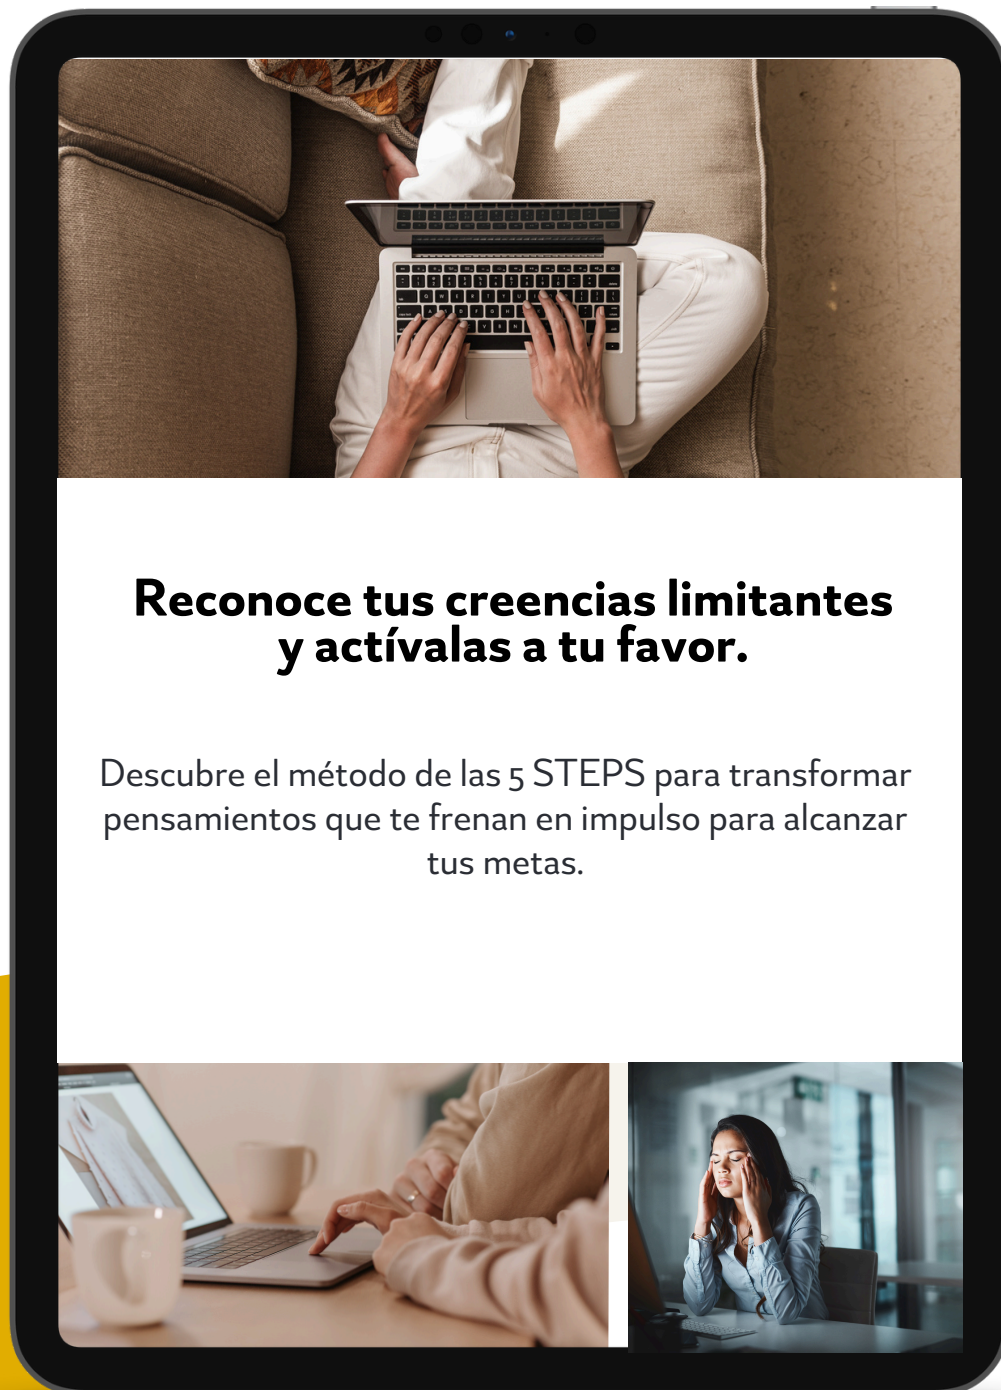 Reconoce tus creencias limitantes
y actívalas a tu favor.
Descubre el método de las 5 STEPS para transformar
pensamientos que te frenan en impulso para alcanzar
tus metas.